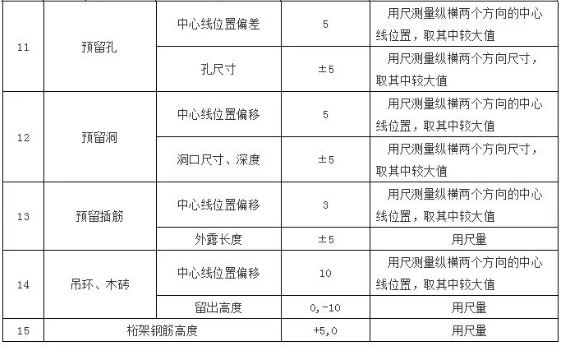 11 预留孔 中心线位置偏差 5 用尺测量纵横两个方向的中心
线位置，取其中较大值
孔尺寸 ±5 用尺测量纵横两个方向尺寸，
取其中较大值
12 预留洞 中心线位置偏移 5 用尺测量纵横两个方向的中心
线位置，取其中较大值
洞口尺寸、深度 ±5 用尺测量纵横两个方向尺寸，
取其中较大值
13 预留插筋 中心线位置偏移 3 用尺测量纵横两个方向的中心
线位置，取其中较大值
外露长度 ±5 用尺量
14 吊环、木砖 中心线位置偏移 10 用尺测量纵横两个方向的中心
线位置，取其中较大值
留出高度 0,-10 用尺量
15 桁架钢筋高度 +5,0 用尺量